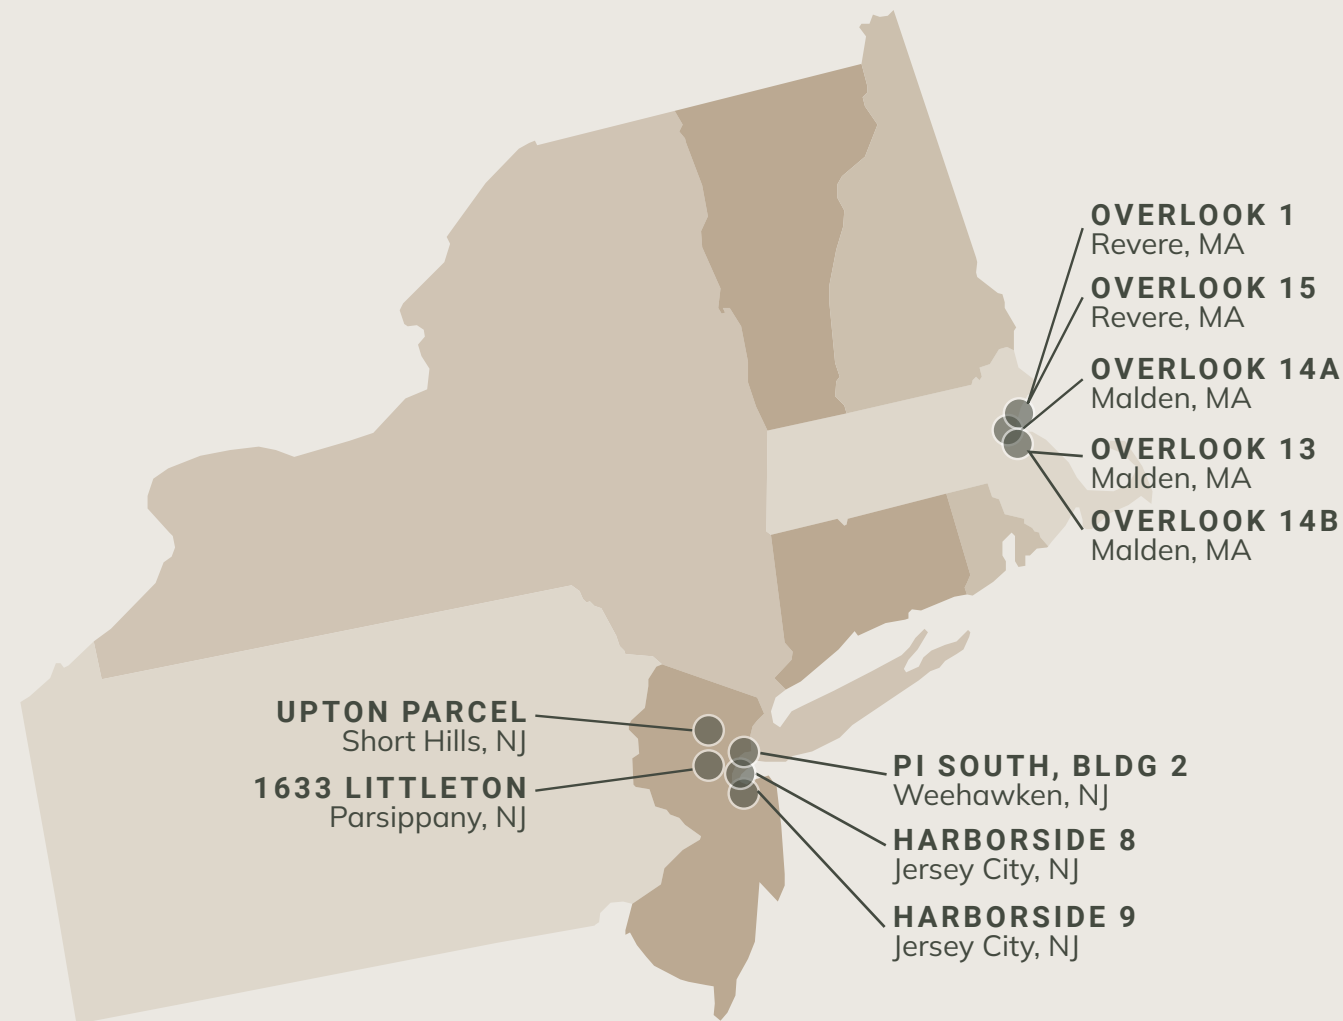 OVERLOOK 1
Revere, MA
OVERLOOK 15
Revere, MA
OVERLOOK 14A
Malden, MA
OVERLOOK 13
Malden, MA
OVERLOOK 14B
Malden, MA
UPTON PARCEL
Short Hills, NJ
1633 LITTLETON
Parsippany, NJ
PI SOUTH, BLDG 2
Weehawken, NJ
HARBORSIDE 8
Jersey City, NJ
HARBORSIDE 9
Jersey City, NJ